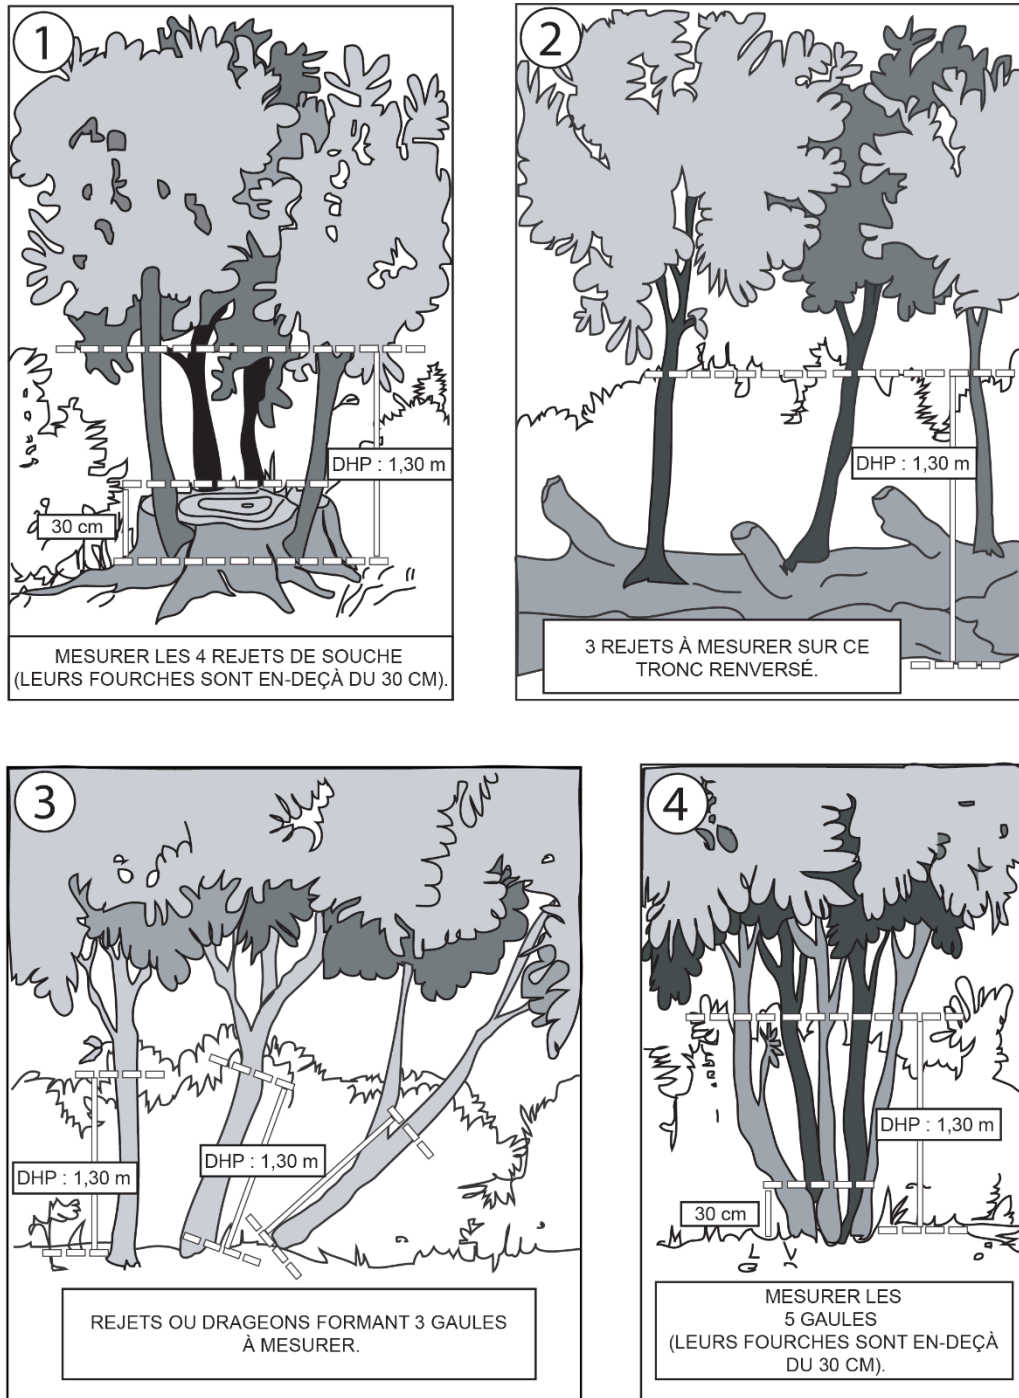 1
DHP : 1,30 m
30 cm
MESURER LES 4 REJETS DE SOUCHE
(LEURS FOURCHES SONT EN-DEÇÀ DU 30 CM).
2
DHP : 1,30 m
3 REJETS À MESURER SUR CE
TRONC RENVERSÉ.
3
DHP : 1,30 m
DHP : 1,30 m
REJETS OU DRAGEONS FORMANT 3 GAULES
À MESURER.
4
DHP : 1,30 m
30 cm
MESURER LES
5 GAULES
(LEURS FOURCHES SONT EN-DEÇÀ
DU 30 CM).